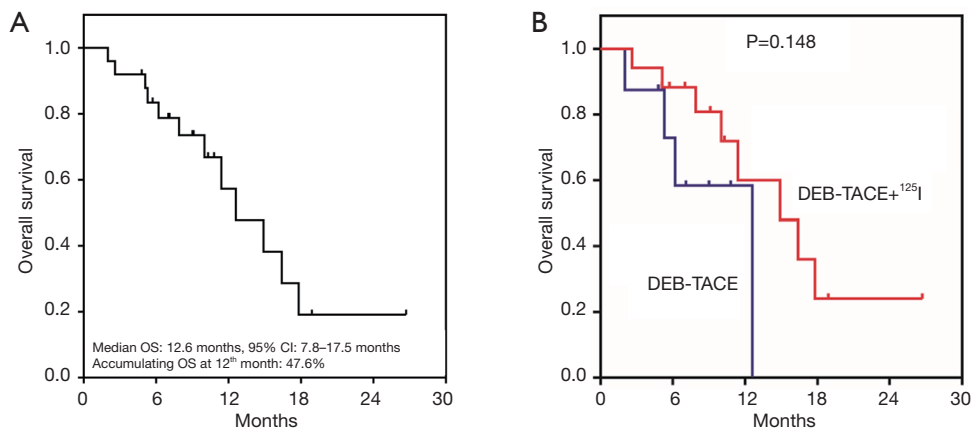 A
1.0
0.8
0.6
0.4
0.2
0.0
Overall survival
Median OS: 12.6 months, 95% CI: 7.8–17.5 months
Accumulating OS at 12th month: 47.6%
0 6 12 18 24 30
Months
B
P=0.148
1.0
0.8
0.6
0.4
0.2
0.0
Overall survival
DEB-TACE+¹²⁵I
DEB-TACE
0 6 12 18 24 30
Months